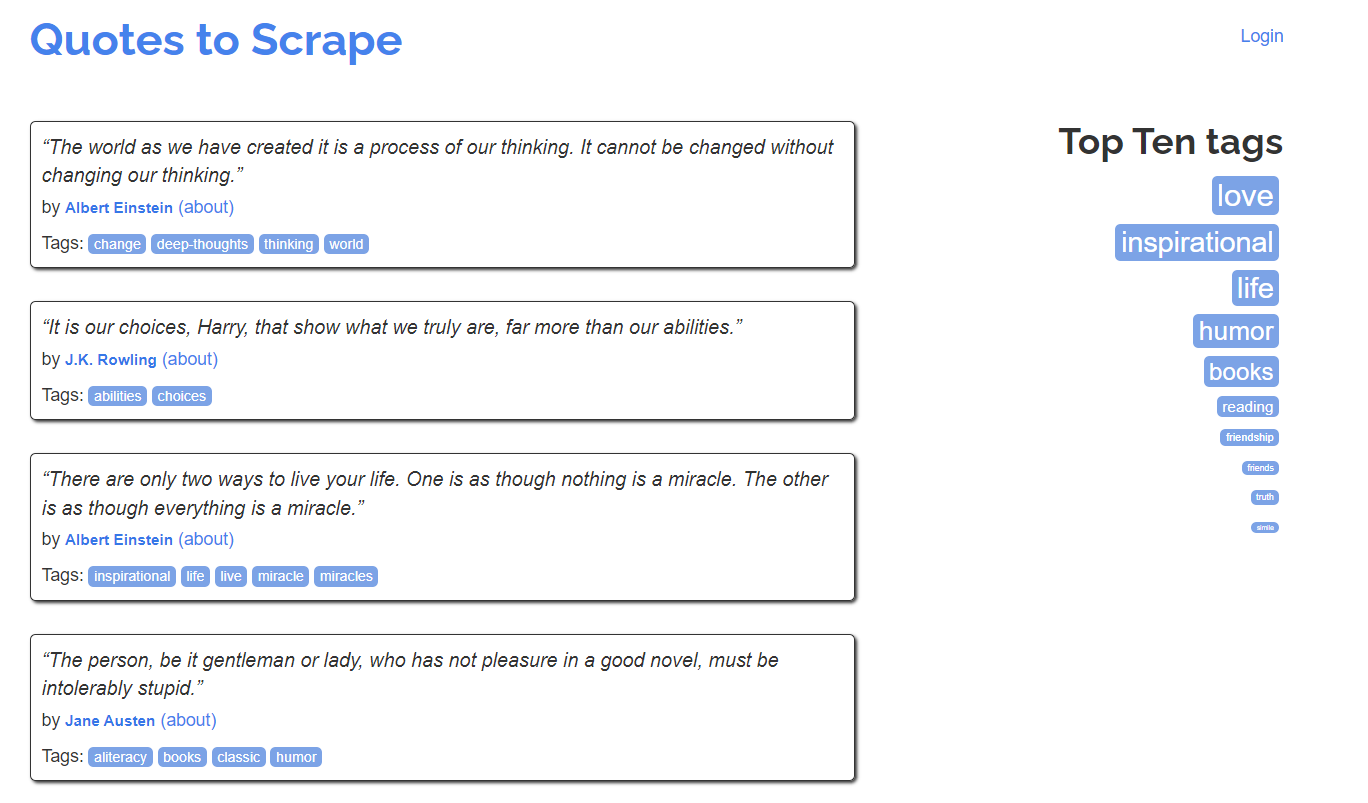 Quotes to Scrape
Login
“The world as we have created it is a process of our thinking. It cannot be changed without
changing our thinking.”
by Albert Einstein (about)
Tags: change deep-thoughts thinking world
“It is our choices, Harry, that show what we truly are, far more than our abilities.”
by J.K. Rowling (about)
Tags: abilities choices
“There are only two ways to live your life. One is as though nothing is a miracle. The other
is as though everything is a miracle.”
by Albert Einstein (about)
Tags: inspirational life live miracle miracles
“The person, be it gentleman or lady, who has not pleasure in a good novel, must be
intolerably stupid.”
by Jane Austen (about)
Tags: aliteracy books classic humor
Top Ten tags
love
inspirational
life
humor
books
reading
friendship
friends
truth
simile